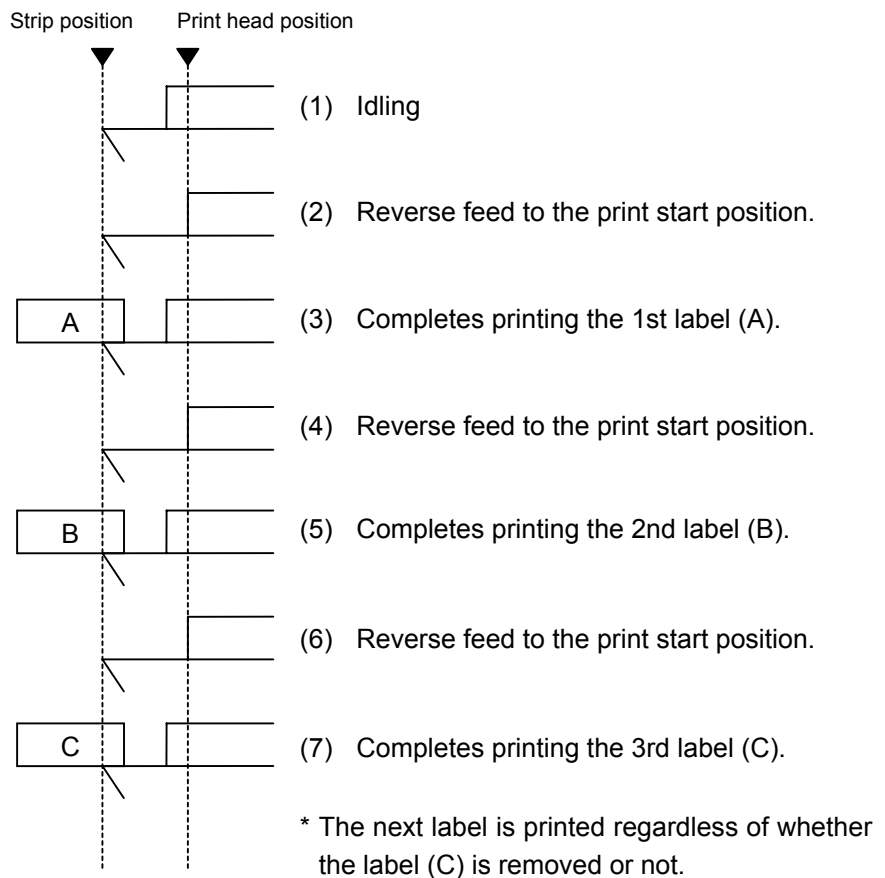 Strip position Print head position
(1) Idling
(2) Reverse feed to the print start position.
A (3) Completes printing the 1st label (A).
(4) Reverse feed to the print start position.
B (5) Completes printing the 2nd label (B).
(6) Reverse feed to the print start position.
C (7) Completes printing the 3rd label (C).
* The next label is printed regardless of whether
the label (C) is removed or not.